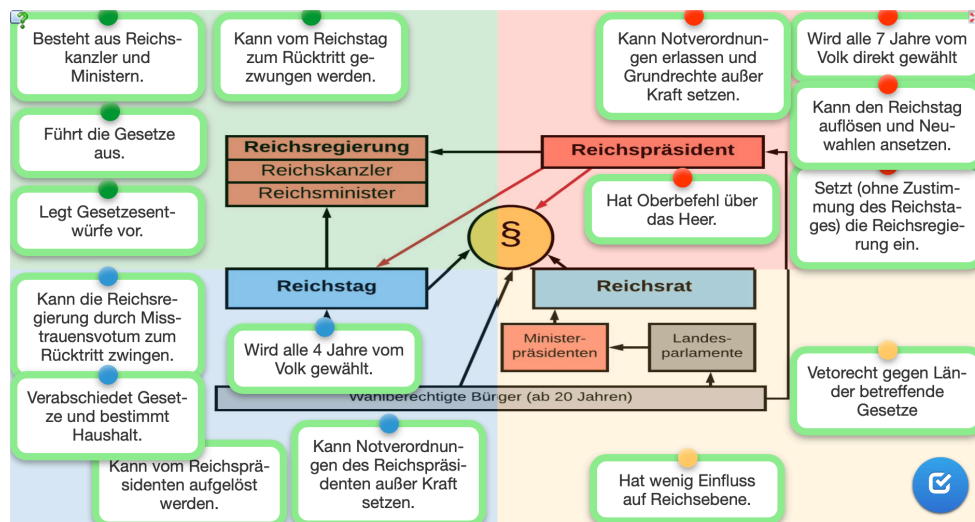 Besteht aus Reichs-
kanzler und
Ministern.
Kann vom Reichstag
zum Rücktritt ge-
zwungen werden.
Kann Notverordnun-
gen erlassen und
Grundrechte außer
Kraft setzen.
Wird alle 7 Jahre vom
Volk direkt gewählt
Führt die Gesetze
aus.
Kann den Reichstag
auflösen und Neu-
wahlen ansetzen.
Reichsregierung
Reichskanzler
Reichsminister
Reichspräsident
Legt Gesetzesent-
würfe vor.
§
Hat Oberbefehl über
das Heer.
Setzt (ohne Zustim-
mung des Reichstages)
die Reichsregie-
rung ein.
Kann die Reichsre-
gierung durch Miss-
trauensvotum zum
Rücktritt zwingen.
Reichstag
Reichsrat
Wird alle 4 Jahre vom
Volk gewählt.
Minister-
präsidenten
Landes-
parlamente
Vetorecht gegen Län-
der betreffende
Gesetze
Verabschiedet Geset-
ze und bestimmt
Haushalt.
Wahlberechtigte Bürger (ab 20 Jahren)
Kann vom Reichsprä-
sidenten aufgelöst
werden.
Kann Notverordnun-
gen des Reichspräsi-
denten außer Kraft
setzen.
Hat wenig Einfluss
auf Reichsebene.